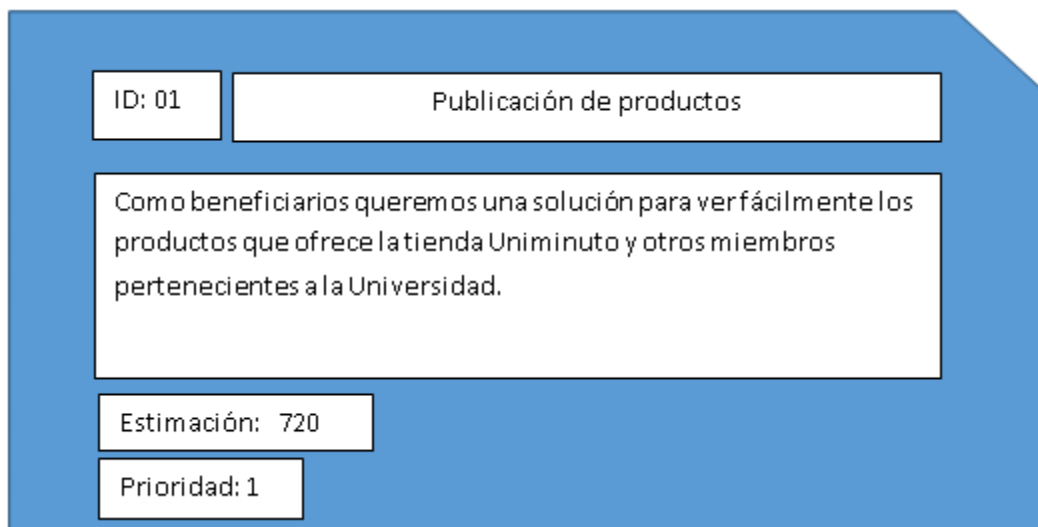 ID: 01
Publicación de productos
Como beneficiarios queremos una solución para ver fácilmente los
productos que ofrece la tienda Uniminuto y otros miembros
pertenecientes a la Universidad.
Estimación: 720
Prioridad: 1